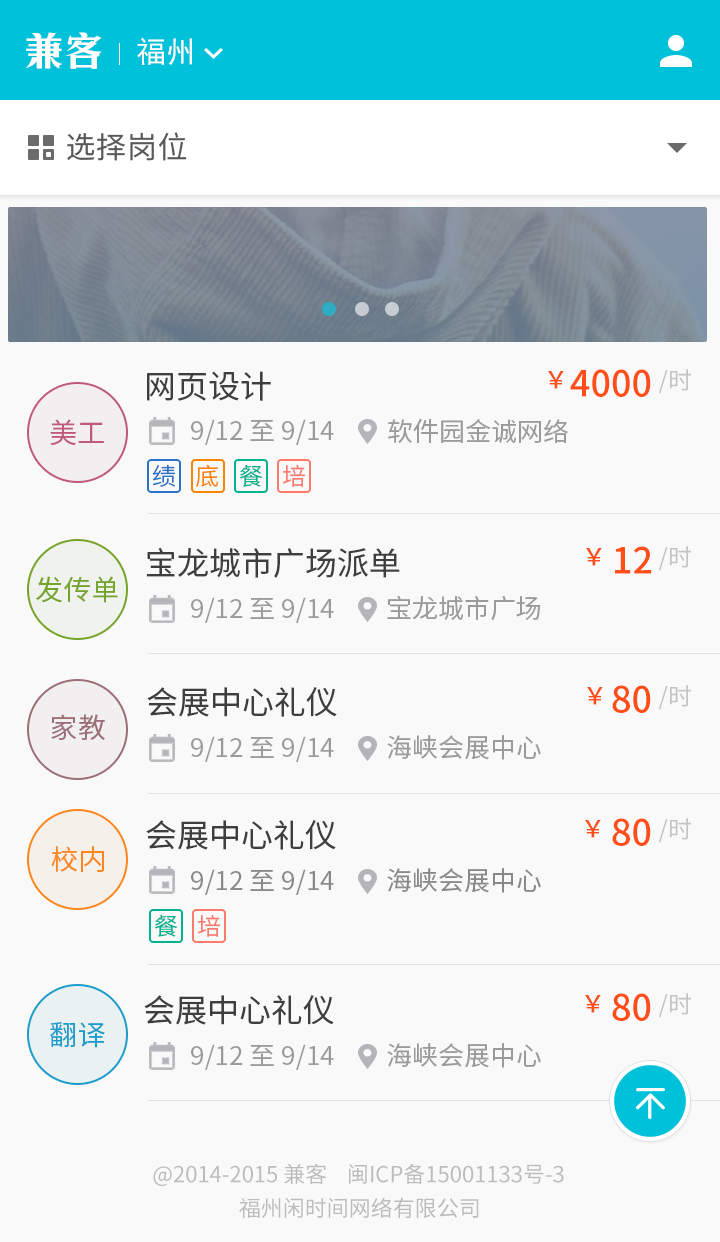 兼客 福州
选择岗位
网页设计 ¥4000 /时
美工
9/12 至 9/14 软件园金诚网络
绩 底 餐 培
宝龙城市广场派单 ¥ 12 /时
发传单
9/12 至 9/14 宝龙城市广场
会展中心礼仪 ¥ 80 /时
家教
9/12 至 9/14 海峡会展中心
会展中心礼仪 ¥ 80 /时
校内
9/12 至 9/14 海峡会展中心
餐 培
会展中心礼仪 ¥ 80 /时
翻译
9/12 至 9/14 海峡会展中心
@2014-2015 兼客 闽ICP备15001133号-3
福州闲时间网络有限公司